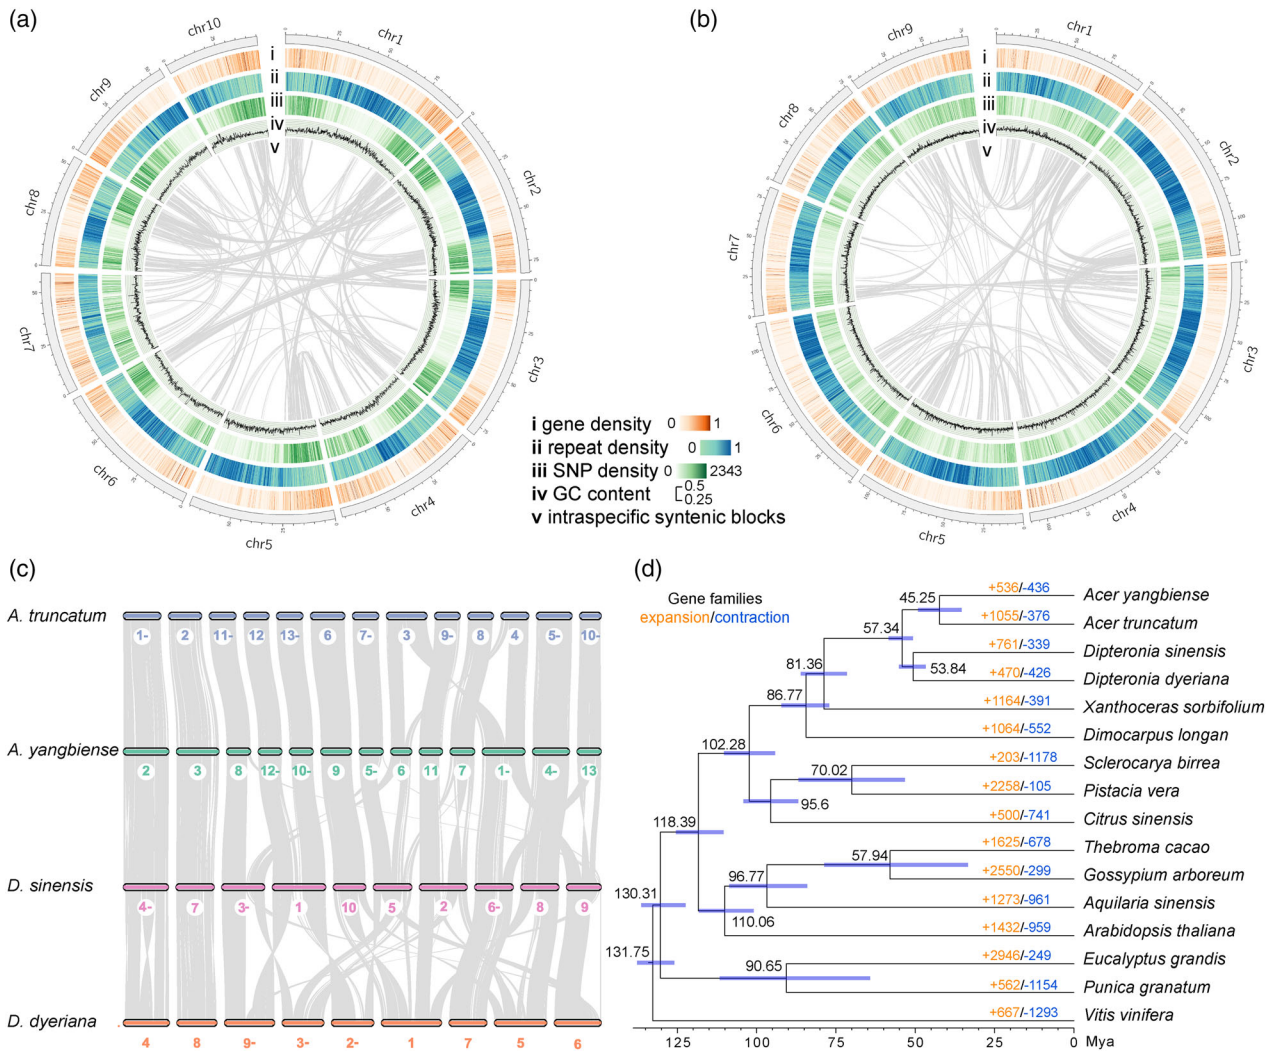 (a)
chr1
chr2
chr3
chr4
chr5
chr6
chr7
chr8
chr9
chr10
i
ii
iii
iv
v
(b)
chr1
chr2
chr3
chr4
chr5
chr6
chr7
chr8
chr9
i
ii
iii
iv
v
i gene density 0 1
ii repeat density 0 1
iii SNP density 0 2343
iv GC content 0.5 0.25
v intraspecific syntenic blocks
(c)
A. truncatum
1- 2 11- 12 13- 6 7- 3 9- 8 4 5- 10-
A. yangbiense
2 3 8 12- 10- 9 5- 6 11 7 1- 4- 13
D. sinensis
4- 7 3- 1 10 5 2 6- 8 9
D. dyeriana
4 8 9- 3- 2- 1 7 5 6
(d)
Gene families
expansion/contraction
+536/-436 Acer yangbiense
45.25
+1055/-376 Acer truncatum
57.34
+761/-339 Dipteronia sinensis
53.84
+470/-426 Dipteronia dyeriana
81.36
+1164/-391 Xanthoceras sorbifolium
86.77
+1064/-552 Dimocarpus longan
102.28
+203/-1178 Sclerocarya birrea
70.02
+2258/-105 Pistacia vera
95.6
+500/-741 Citrus sinensis
118.39
+1625/-678 Thebroma cacao
57.94
+2550/-299 Gossypium arboreum
96.77
+1273/-961 Aquilaria sinensis
110.06
+1432/-959 Arabidopsis thaliana
130.31
+2946/-249 Eucalyptus grandis
131.75
90.65
+562/-1154 Punica granatum
+667/-1293 Vitis vinifera
125 100 75 50 25 0 Mya